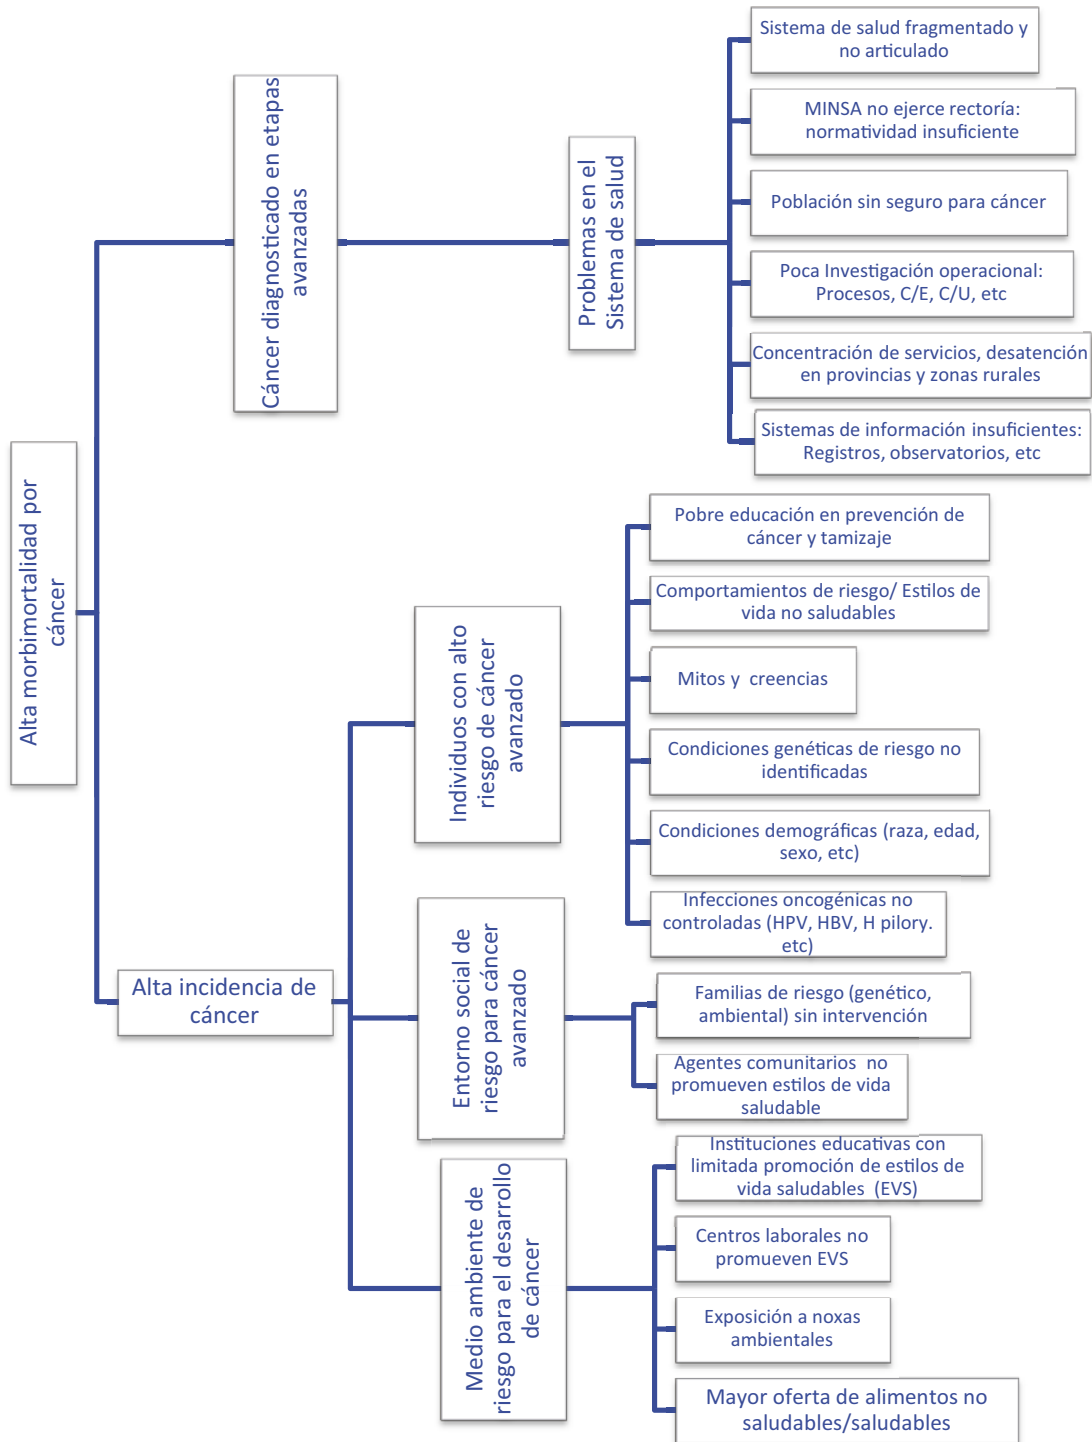 Alta morbimortalidad por
cáncer
Cáncer diagnosticado en etapas
avanzadas
Problemas en el
Sistema de salud
Sistema de salud fragmentado y
no articulado
MINSA no ejerce rectoría:
normatividad insuficiente
Población sin seguro para cáncer
Poca Investigación operacional:
Procesos, C/E, C/U, etc
Concentración de servicios, desatención
en provincias y zonas rurales
Sistemas de información insuficientes:
Registros, observatorios, etc
Alta incidencia de
cáncer
Individuos con alto
riesgo de cáncer
avanzado
Pobre educación en prevención de
cáncer y tamizaje
Comportamientos de riesgo/ Estilos de
vida no saludables
Mitos y creencias
Condiciones genéticas de riesgo no
identificadas
Condiciones demográficas (raza, edad,
sexo, etc)
Infecciones oncogénicas no
controladas (HPV, HBV, H pilory.
etc)
Entorno social de
riesgo para cáncer
avanzado
Familias de riesgo (genético,
ambiental) sin intervención
Agentes comunitarios no
promueven estilos de vida
saludable
Medio ambiente de
riesgo para el desarrollo
de cáncer
Instituciones educativas con
limitada promoción de estilos de
vida saludables (EVS)
Centros laborales no
promueven EVS
Exposición a noxas
ambientales
Mayor oferta de alimentos no
saludables/saludables